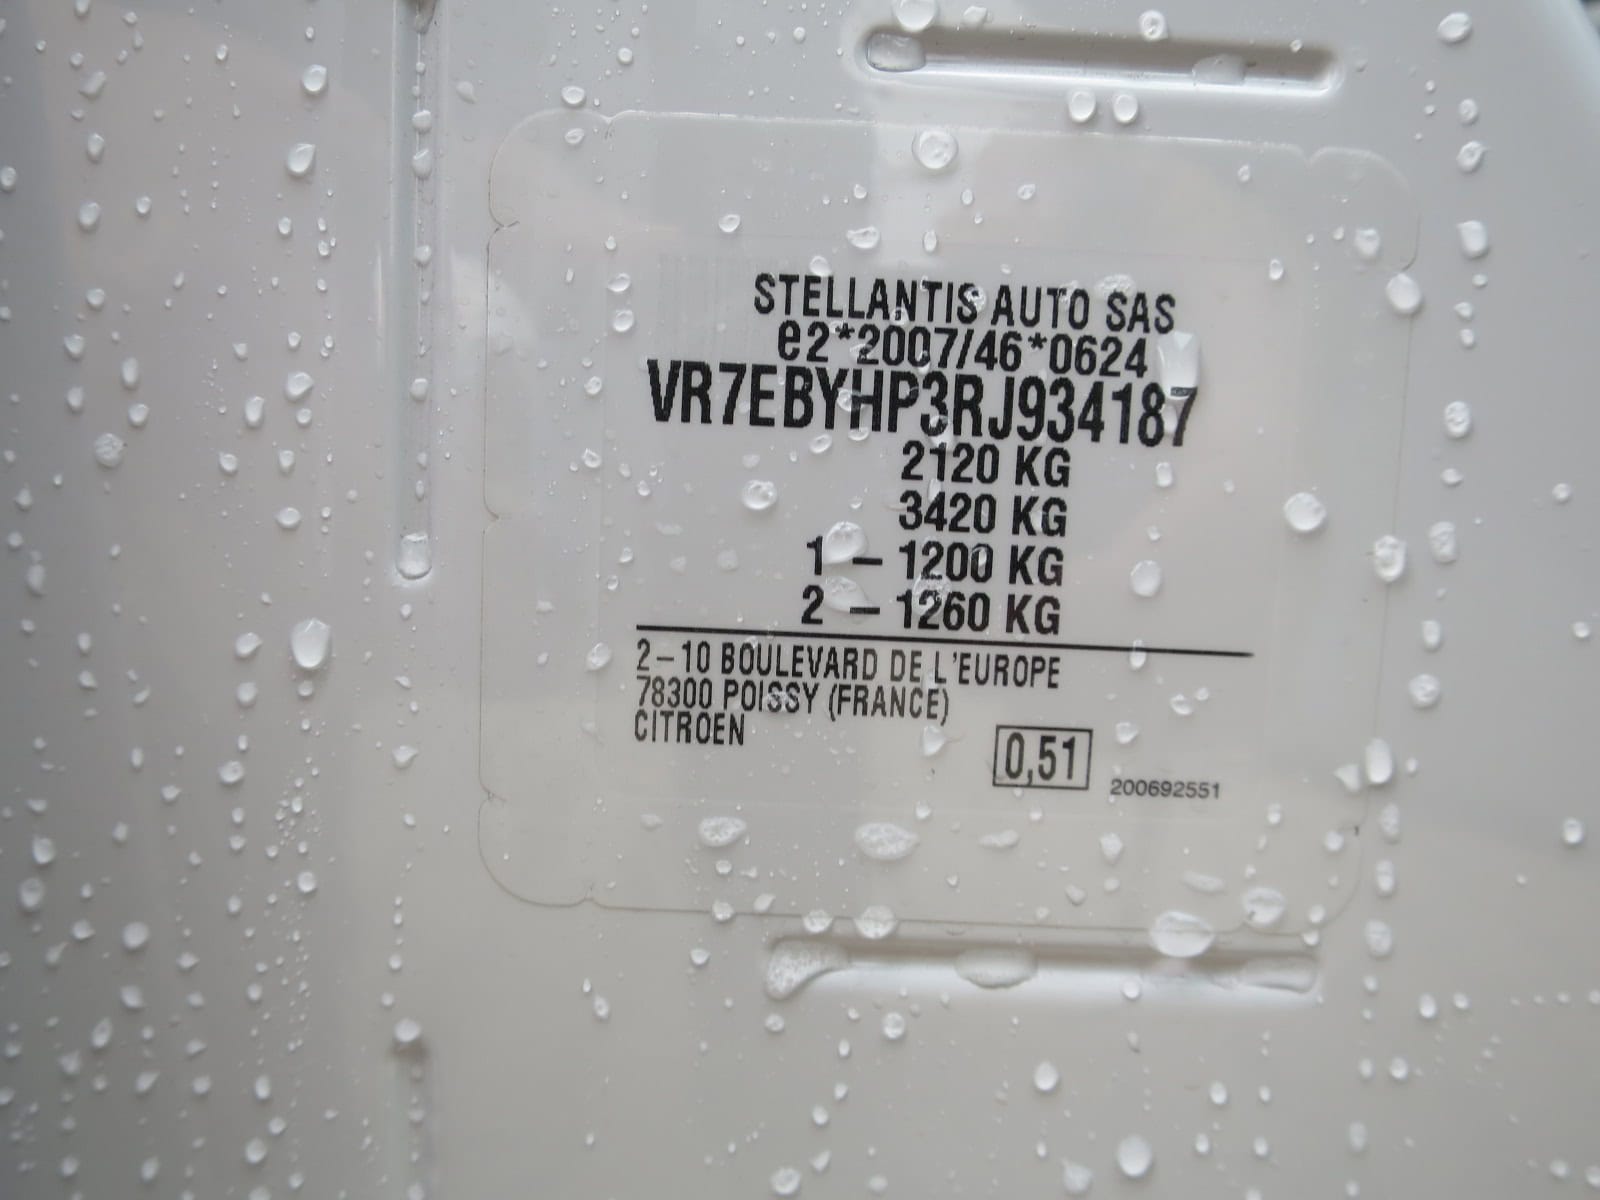 STELLANTIS AUTO SAS
e2*2007/46*0624
VR7EBYHP3RJ934187
2120 KG
3420 KG
1 – 1200 KG
2 – 1260 KG
2–10 BOULEVARD DE L'EUROPE
78300 POISSY (FRANCE)
CITROEN
0,51
200692551